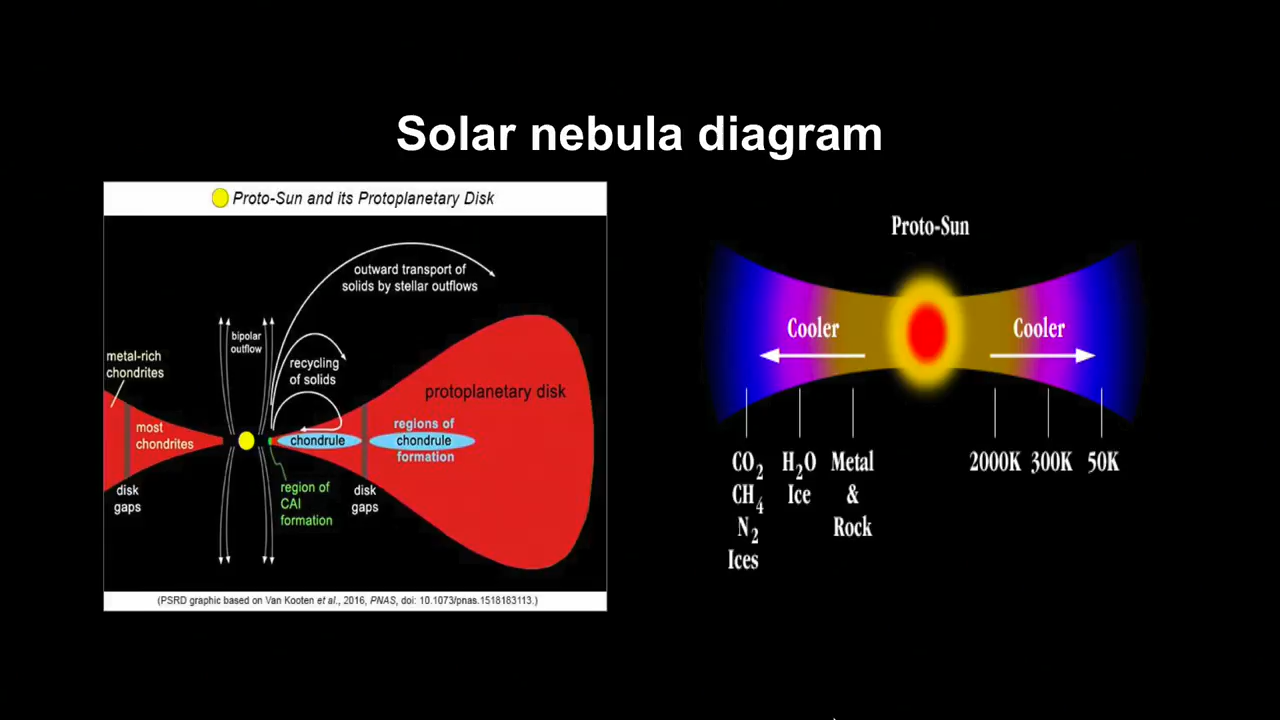 Solar nebula diagram
Proto-Sun and its Protoplanetary Disk
outward transport of
solids by stellar outflows
bipolar
outflow
recycling
of solids
metal-rich
chondrites
most
chondrites
disk
gaps
chondrule
region of
CAI
formation
disk
gaps
regions of
chondrule
formation
protoplanetary disk
(PSRD graphic based on Van Kooten et al., 2016, PNAS, doi: 10.1073/pnas.1518183113.)
Proto-Sun
Cooler
Cooler
CO2
CH4
N2
Ices
H2O
Ice
Metal
&
Rock
2000K
300K
50K